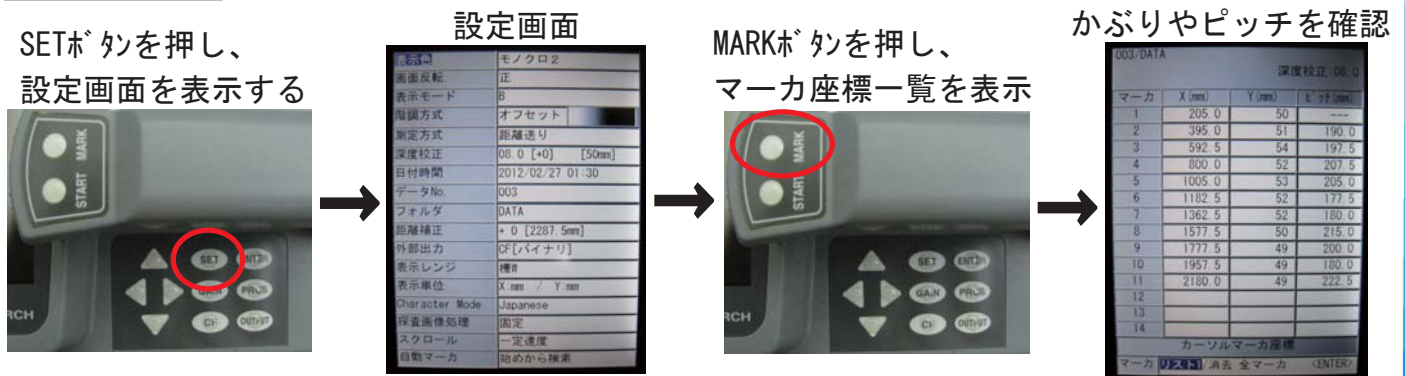 SETボタンを押し、
設定画面を表示する
MARK
START
SET
ENTER
GAIN
PROS
CH
OUTPUT
RCH
設定画面
表示色 モノクロ2
画面反転 正
表示モード B
階調方式 オフセット
測定方式 距離送り
深度校正 08.0 [+0] [50mm]
日付時間 2012/02/27 01:30
データNo. 003
フォルダ DATA
距離補正 + 0 [2287.5mm]
外部出力 CF[バイナリ]
表示レンジ 標準
表示単位 X:mm / Y:mm
Character Mode Japanese
探査画像処理 固定
スクロール 一定速度
自動マーカ 始めから検索
MARKボタンを押し、
マーカ座標一覧を表示
MARK
START
SET
ENTER
GAIN
PROS
CH
OUTPUT
RCH
かぶりやピッチを確認
003/DATA
深度校正:08.0
マーカ X(mm) Y(mm) ピッチ(mm)
1 205.0 50 ---
2 395.0 51 190.0
3 592.5 54 197.5
4 800.0 52 207.5
5 1005.0 53 205.0
6 1182.5 52 177.5
7 1362.5 52 180.0
8 1577.5 50 215.0
9 1777.5 49 200.0
10 1957.5 49 180.0
11 2180.0 49 222.5
12
13
14
カーソルマーカ座標
マーカ リスト1/消去 全マーカ <ENTER>